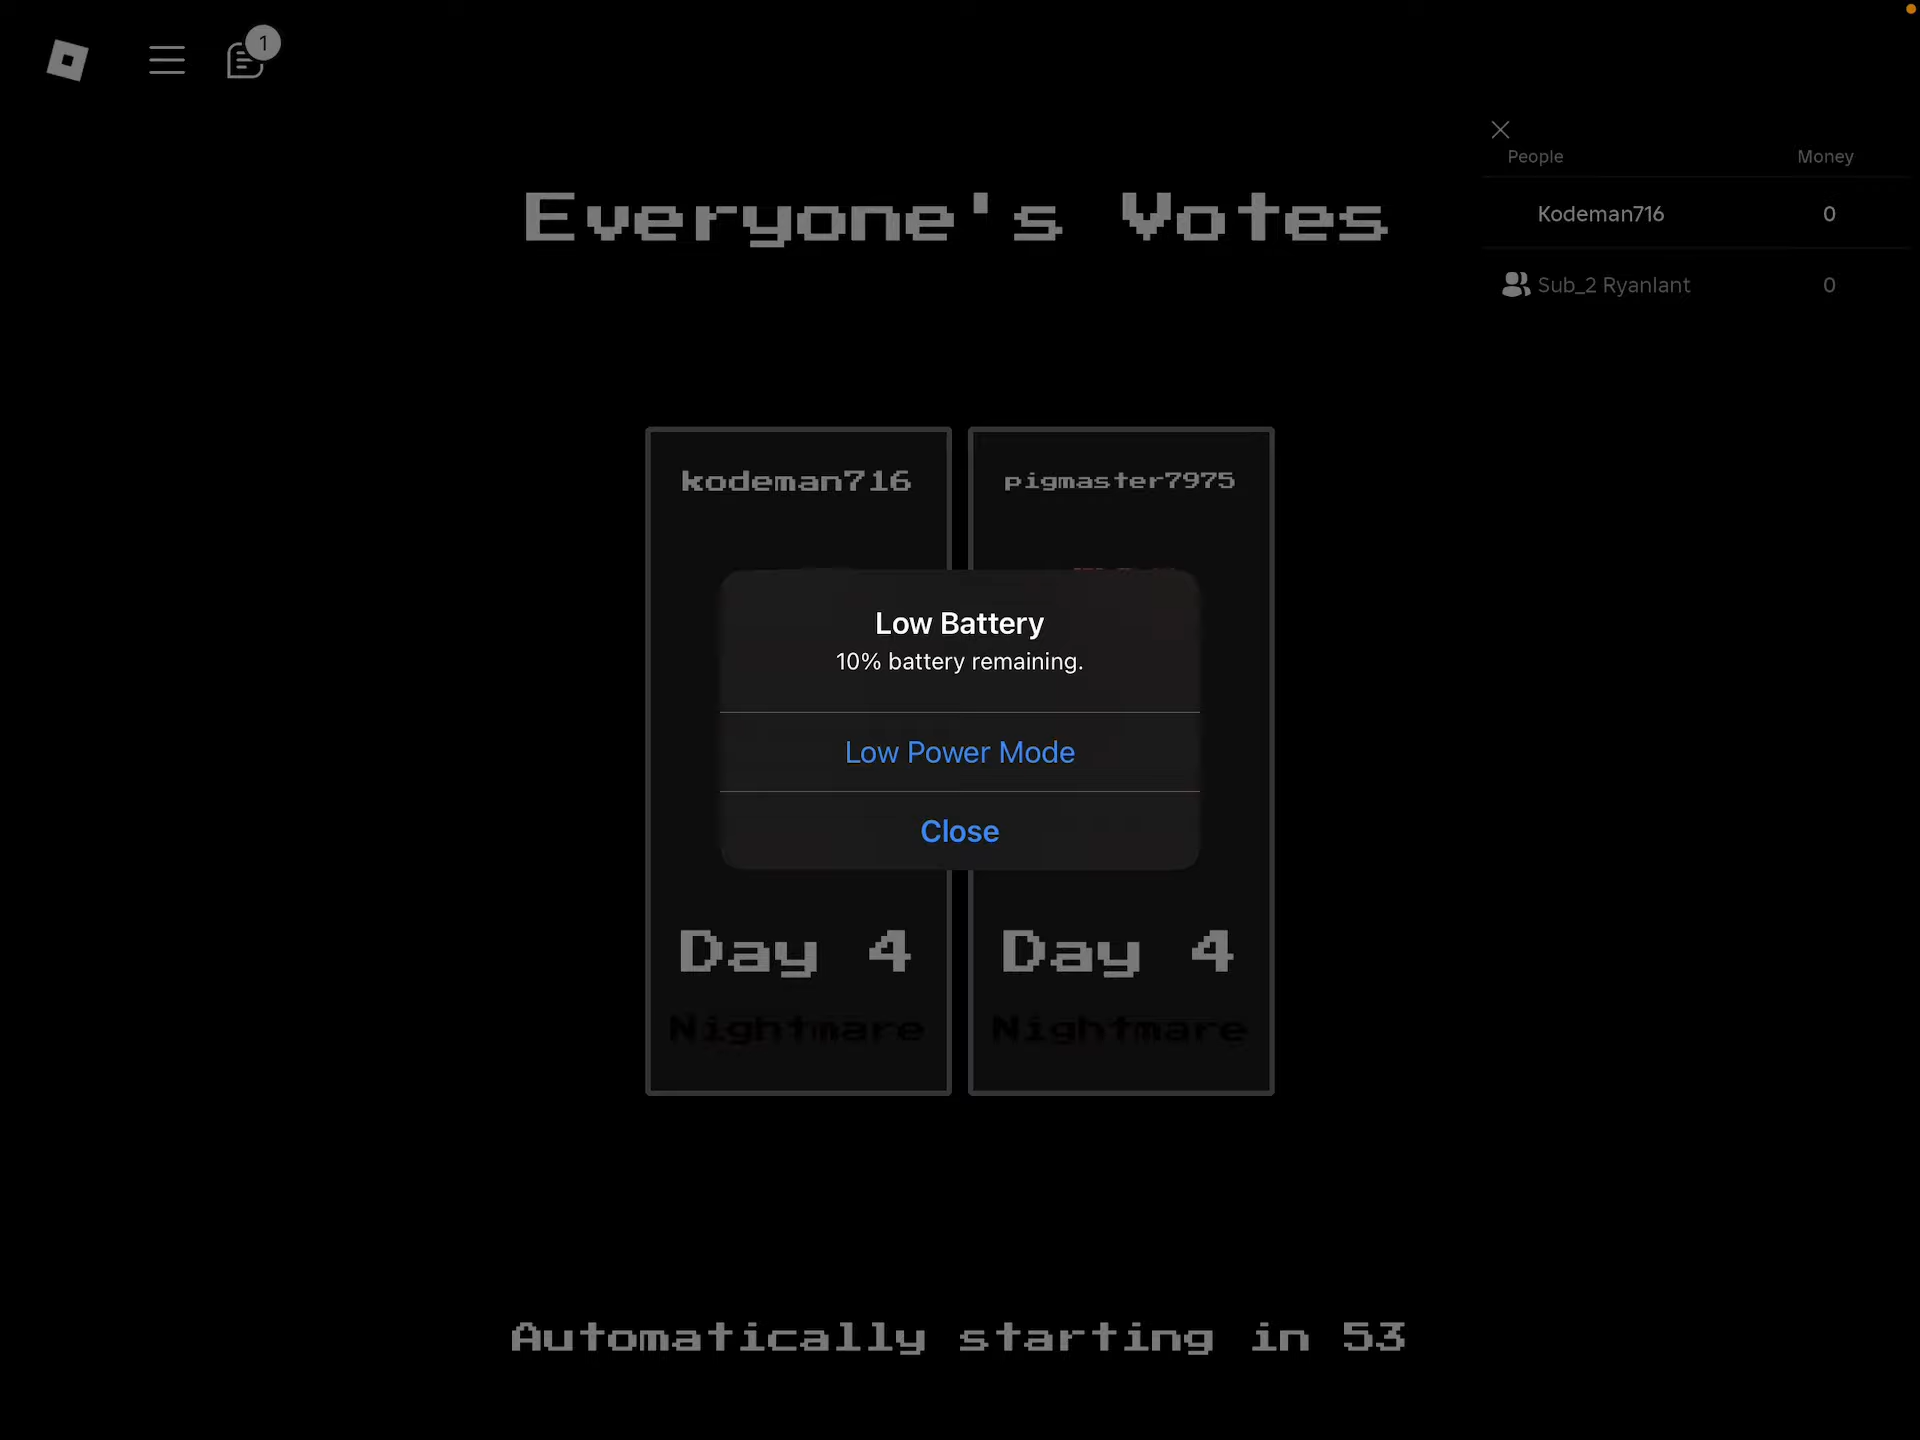 1
People Money
Everyone's Votes
Kodeman716 0
Sub_2 Ryanlant 0
kodeman716 pigmaster7975
Low Battery
10% battery remaining.
Low Power Mode
Close
Day 4 Day 4
Nightmare Nightmare
Automatically starting in 53